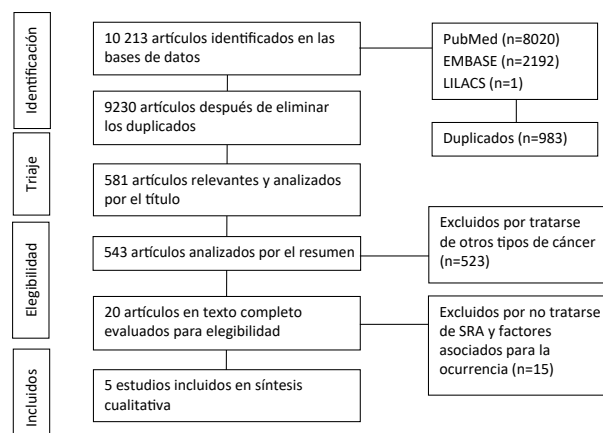 Identificación
10 213 artículos identificados en las
bases de datos
PubMed (n=8020)
EMBASE (n=2192)
LILACS (n=1)
9230 artículos después de eliminar
los duplicados
Duplicados (n=983)
Triaje
581 artículos relevantes y analizados
por el título
Elegibilidad
543 artículos analizados por el resumen
Excluidos por tratarse
de otros tipos de cáncer
(n=523)
20 artículos en texto completo
evaluados para elegibilidad
Excluidos por no tratarse
de SRA y factores
asociados para la
ocurrencia (n=15)
Incluidos
5 estudios incluidos en síntesis
cualitativa